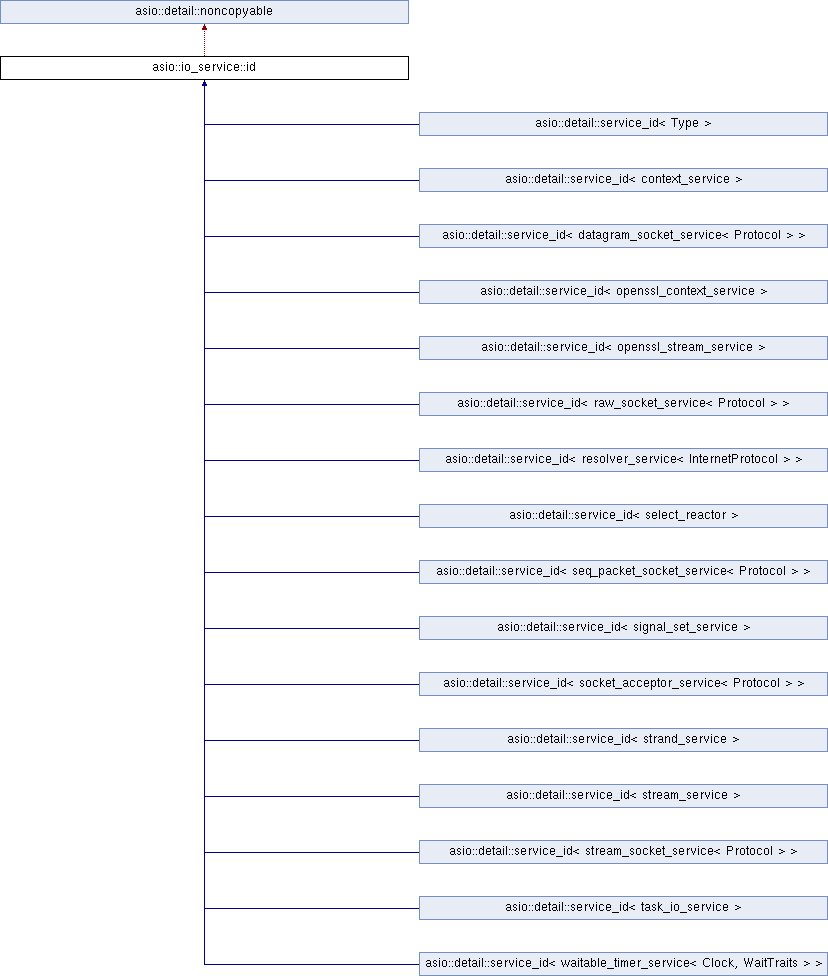 asio::detail::noncopyable
asio::io_service::id
asio::detail::service_id< Type >
asio::detail::service_id< context_service >
asio::detail::service_id< datagram_socket_service< Protocol > >
asio::detail::service_id< openssl_context_service >
asio::detail::service_id< openssl_stream_service >
asio::detail::service_id< raw_socket_service< Protocol > >
asio::detail::service_id< resolver_service< InternetProtocol > >
asio::detail::service_id< select_reactor >
asio::detail::service_id< seq_packet_socket_service< Protocol > >
asio::detail::service_id< signal_set_service >
asio::detail::service_id< socket_acceptor_service< Protocol > >
asio::detail::service_id< strand_service >
asio::detail::service_id< stream_service >
asio::detail::service_id< stream_socket_service< Protocol > >
asio::detail::service_id< task_io_service >
asio::detail::service_id< waitable_timer_service< Clock, WaitTraits > >